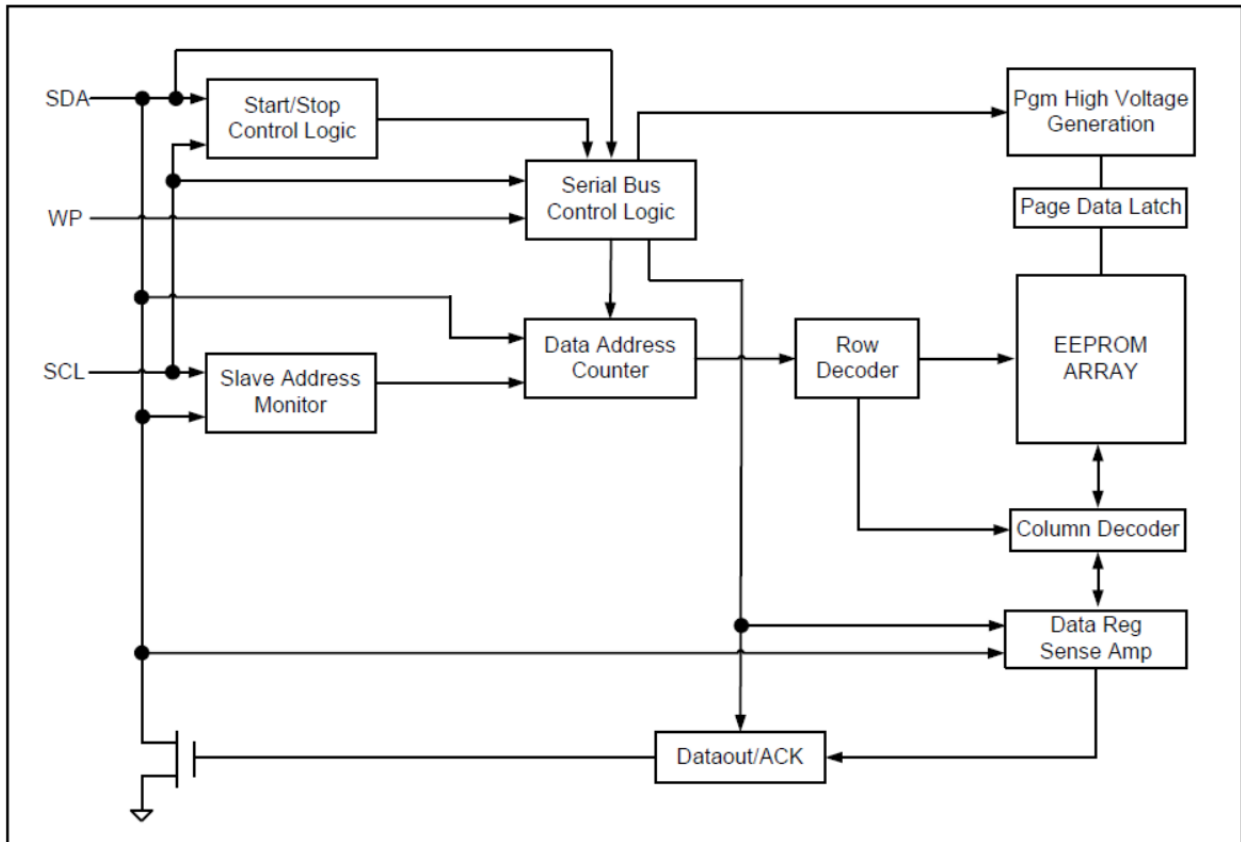 SDA
Start/Stop
Control Logic
Pgm High Voltage
Generation
WP
Serial Bus
Control Logic
Page Data Latch
SCL
Slave Address
Monitor
Data Address
Counter
Row
Decoder
EEPROM
ARRAY
Column Decoder
Data Reg
Sense Amp
Dataout/ACK